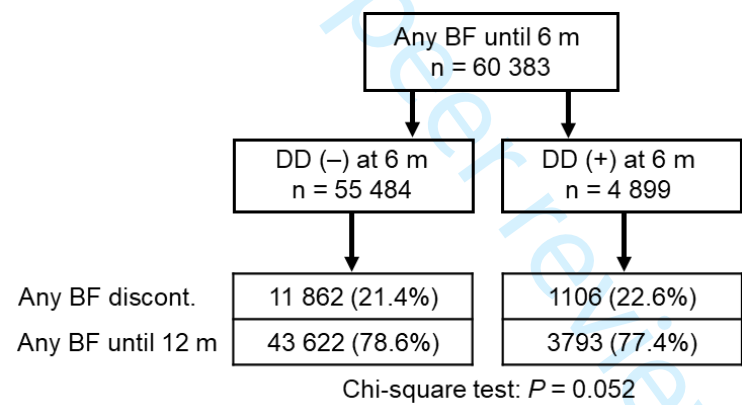 Any BF until 6 m
n = 60 383
DD (–) at 6 m
n = 55 484
DD (+) at 6 m
n = 4 899
Any BF discont. 11 862 (21.4%) 1106 (22.6%)
Any BF until 12 m 43 622 (78.6%) 3793 (77.4%)
Chi-square test: P = 0.052
peer review